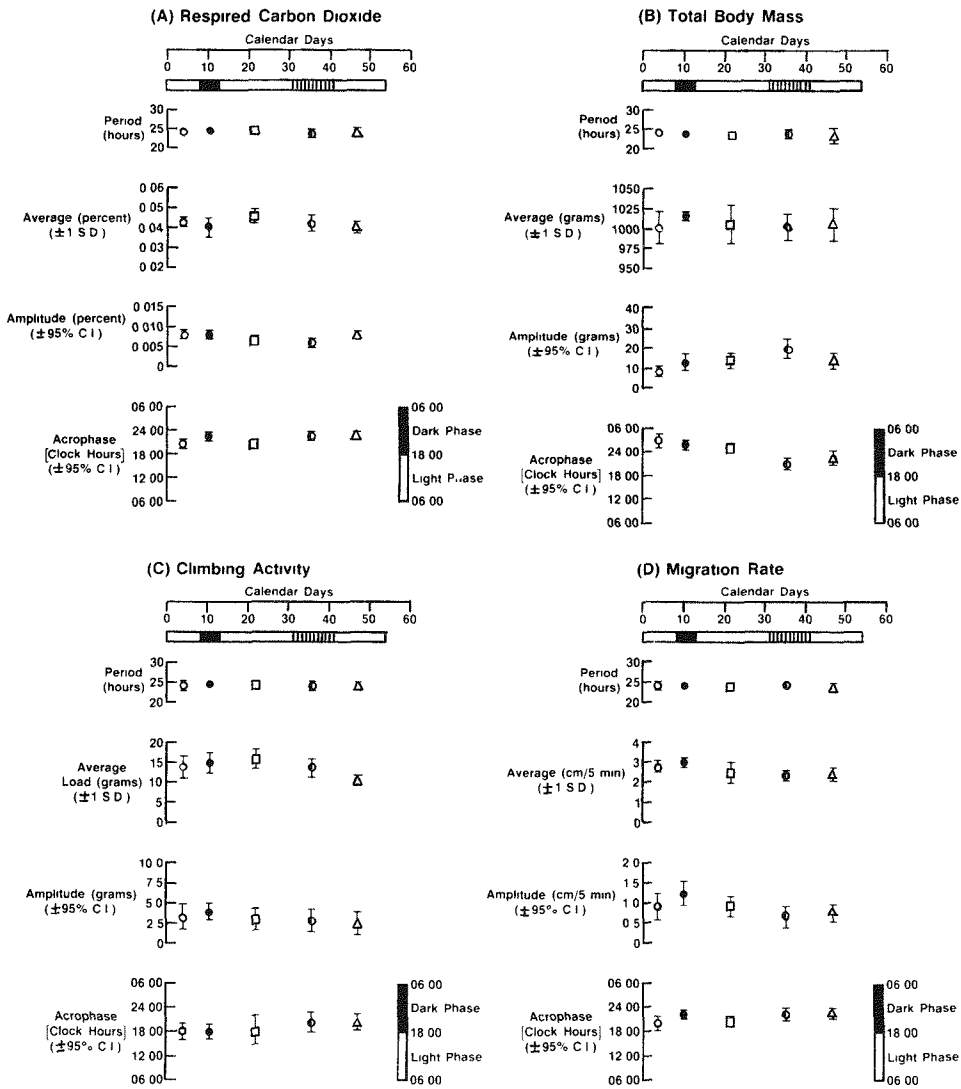 (A) Respired Carbon Dioxide
Calendar Days
0 10 20 30 40 50 60
Period
(hours)
30
25
20
Average (percent)
(±1 S D)
0 06
0 05
0 04
0 03
0 02
Amplitude (percent)
(±95% C I)
0 015
0 010
0 005
0
Acrophase
[Clock Hours]
(±95% C I)
06 00
24 00
18 00
12 00
06 00
06 00
Dark Phase
18 00
Light Phase
06 00
(B) Total Body Mass
Calendar Days
0 10 20 30 40 50 60
Period
(hours)
30
25
20
Average (grams)
(±1 SD)
1050
1025
1000
975
950
Amplitude (grams)
(±95% C I)
40
30
20
10
0
Acrophase
[Clock Hours]
(±95% C I)
06 00
24 00
18 00
12 00
06 00
06 00
Dark Phase
18 00
Light Phase
06 00
(C) Climbing Activity
Calendar Days
0 10 20 30 40 50 60
Period
(hours)
30
25
20
Average
Load (grams)
(±1 SD)
20
15
10
5
0
Amplitude (grams)
(±95% C I)
10 0
7 5
5 0
2 5
0
Acrophase
[Clock Hours]
(±95% C I)
06 00
24 00
18 00
12 00
06 00
06 00
Dark Phase
18 00
Light Phase
06 00
(D) Migration Rate
Calendar Days
0 10 20 30 40 50 60
Period
(hours)
30
25
20
Average (cm/5 min)
(±1 SD)
4
3
2
1
0
Amplitude (cm/5 min)
(±95% C I)
2 0
1 5
1 0
0 5
0
Acrophase
[Clock Hours]
(±95% C I)
06 00
24 00
18 00
12 00
06 00
06 00
Dark Phase
18 00
Light Phase
06 00